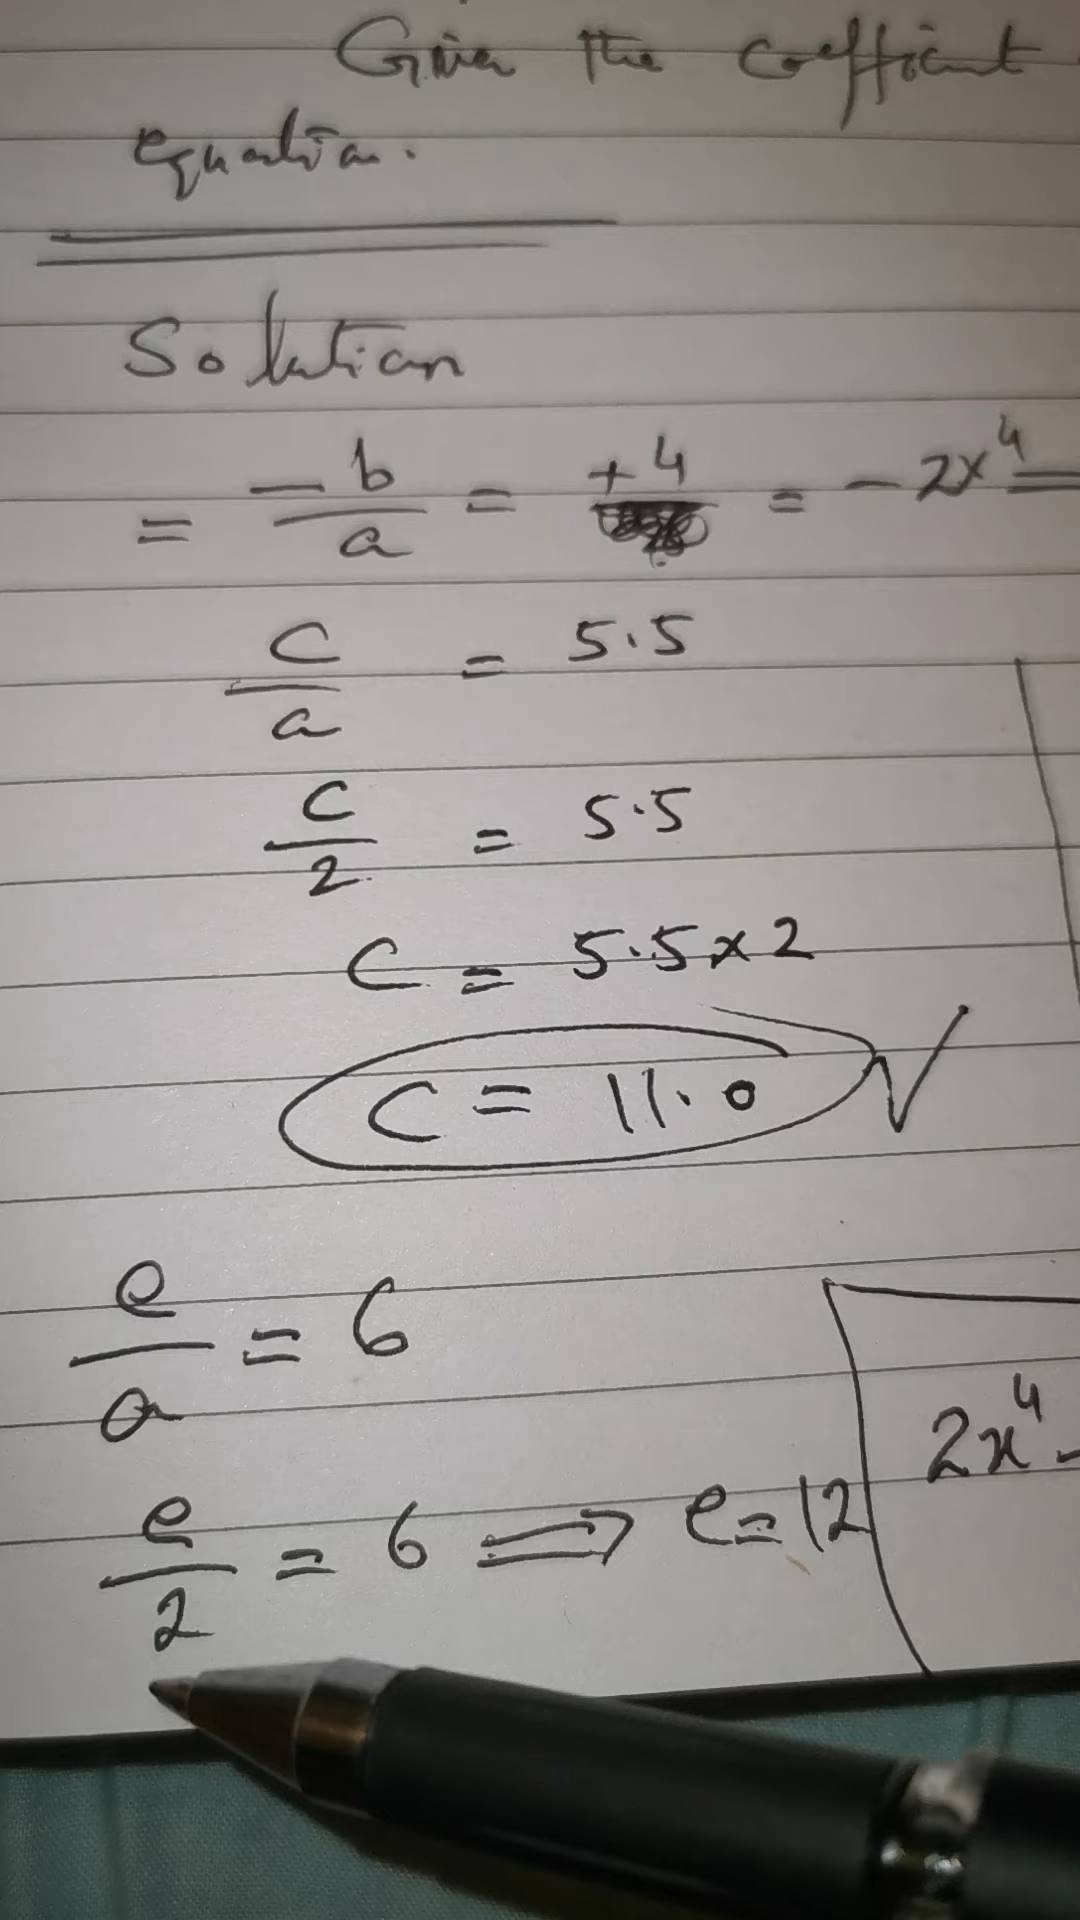 Given the coefficient
equation.
Solution
= -b/a = +4 = -2x⁴
c/a = 5.5
c/2 = 5.5
c = 5.5 x 2
c = 11.0 ✓
e/a = 6
2x⁴ -
e/2 = 6 ⟹ e = 12